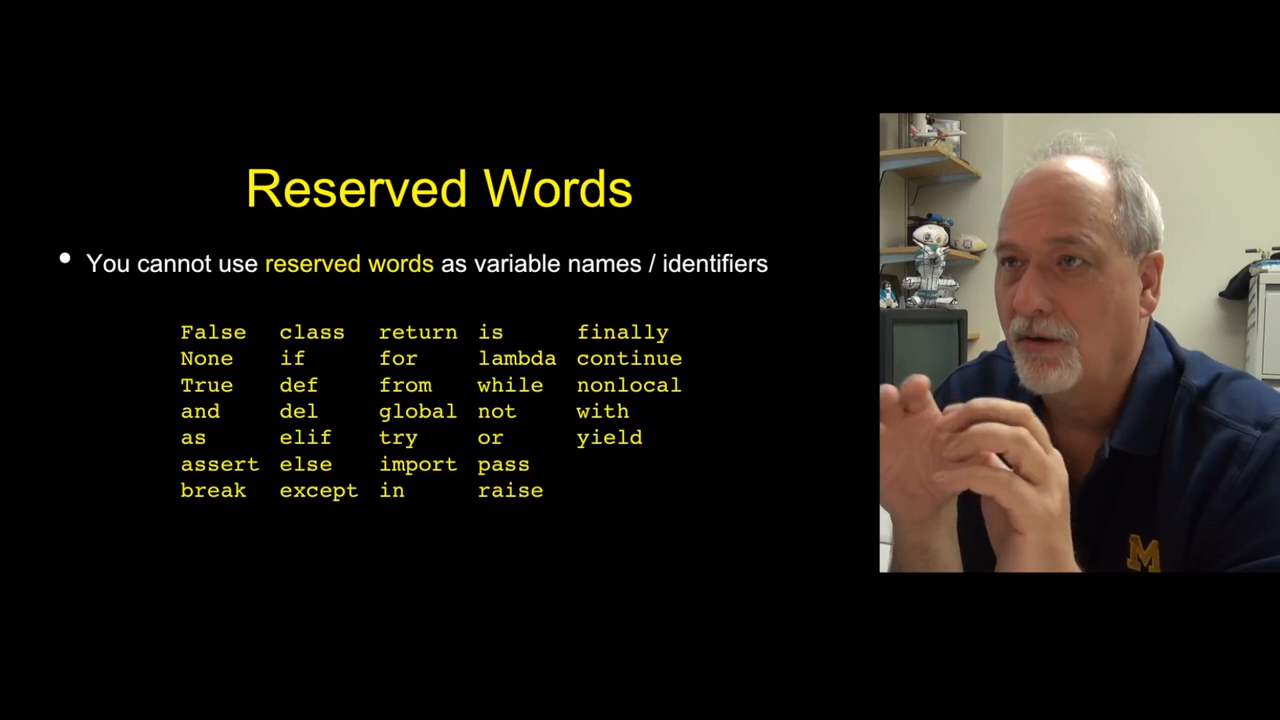 Reserved Words
• You cannot use reserved words as variable names / identifiers
False class return is finally
None if for lambda continue
True def from while nonlocal
and del global not with
as elif try or yield
assert else import pass
break except in raise
M